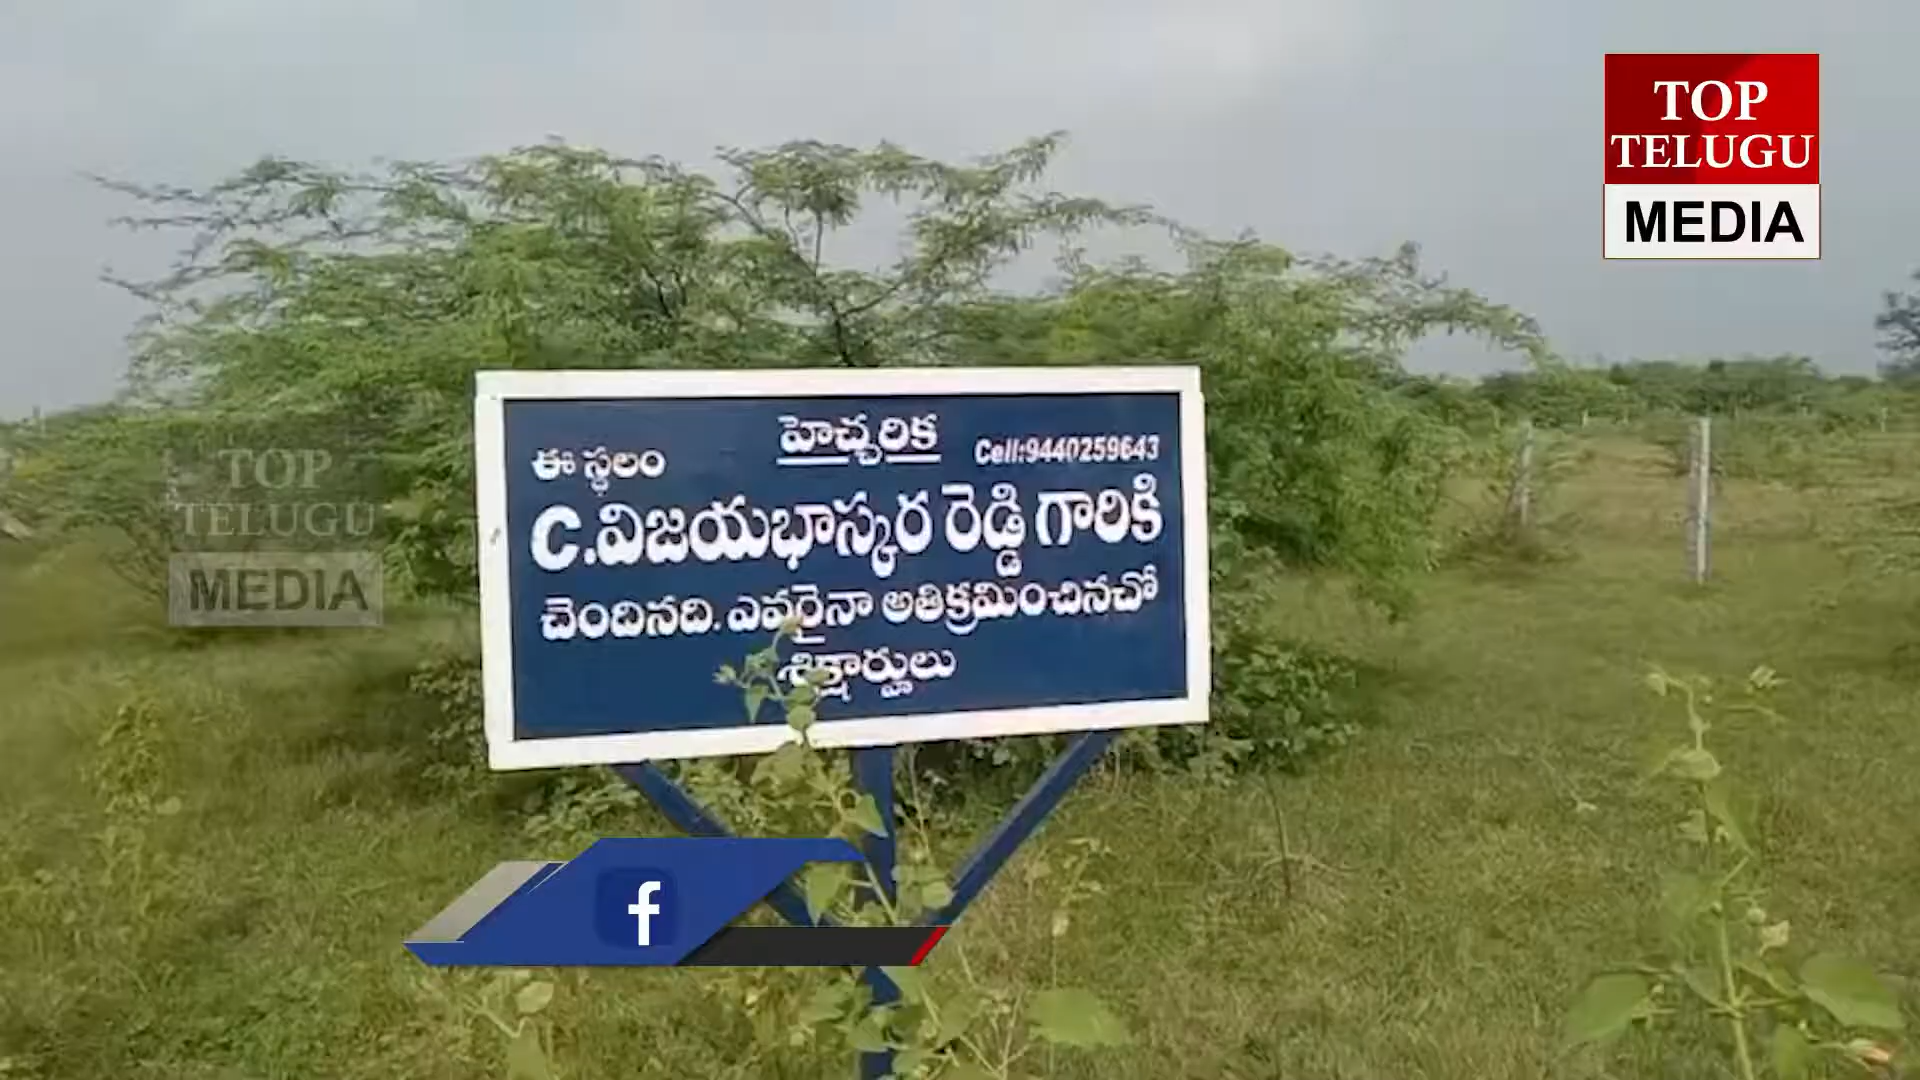 TOP
TELUGU
MEDIA
హెచ్చరిక
ఈ స్థలం
Cell:9440259643
C.విజయభాస్కర రెడ్డి గారికి
చెందినది. ఎవరైనా అతిక్రమించినచో
శిక్షార్హులు
TOP
TELUGU
MEDIA
f